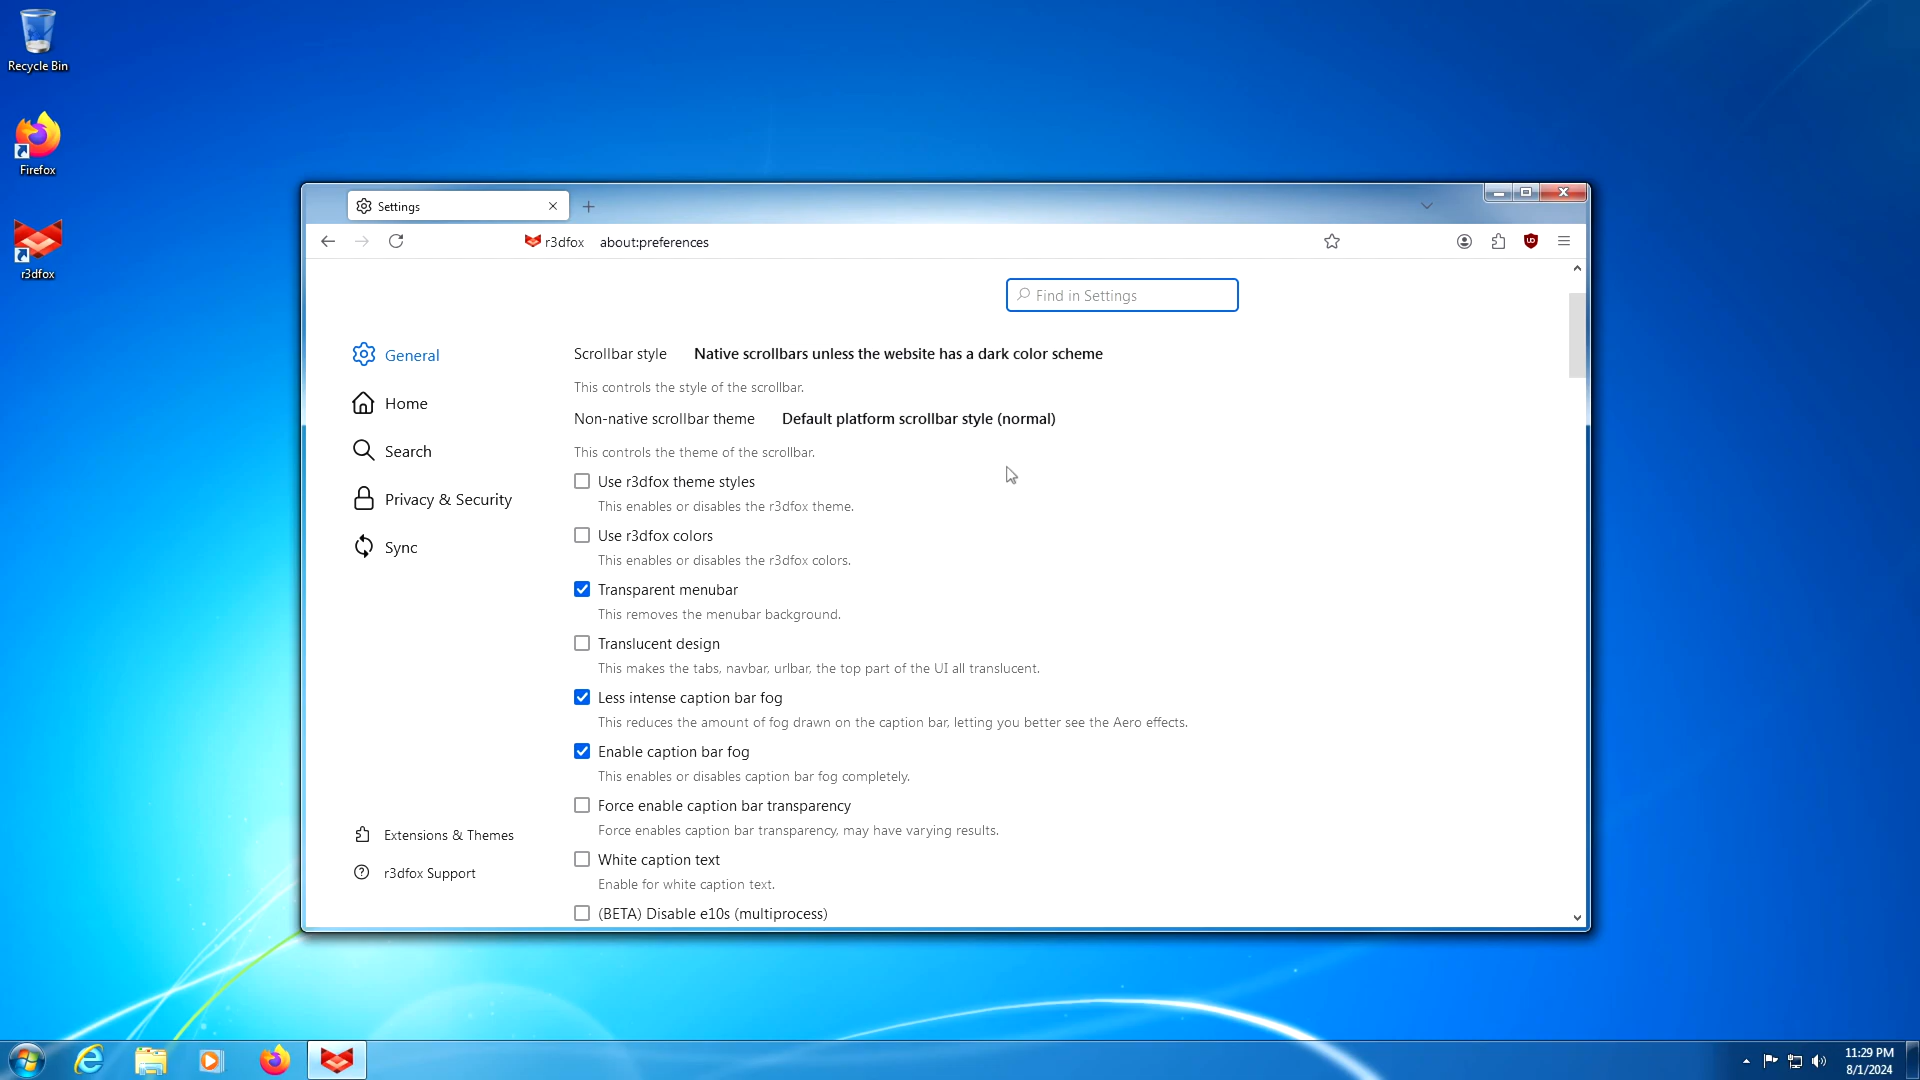 Recycle Bin
Firefox
r3dfox
Settings
r3dfox about:preferences
Find in Settings
General
Home
Search
Privacy & Security
Sync
Extensions & Themes
r3dfox Support
Scrollbar style Native scrollbars unless the website has a dark color scheme
This controls the style of the scrollbar.
Non-native scrollbar theme Default platform scrollbar style (normal)
This controls the theme of the scrollbar.
Use r3dfox theme styles
This enables or disables the r3dfox theme.
Use r3dfox colors
This enables or disables the r3dfox colors.
Transparent menubar
This removes the menubar background.
Translucent design
This makes the tabs, navbar, urlbar, the top part of the UI all translucent.
Less intense caption bar fog
This reduces the amount of fog drawn on the caption bar, letting you better see the Aero effects.
Enable caption bar fog
This enables or disables caption bar fog completely.
Force enable caption bar transparency
Force enables caption bar transparency, may have varying results.
White caption text
Enable for white caption text.
(BETA) Disable e10s (multiprocess)
11:29 PM
8/1/2024